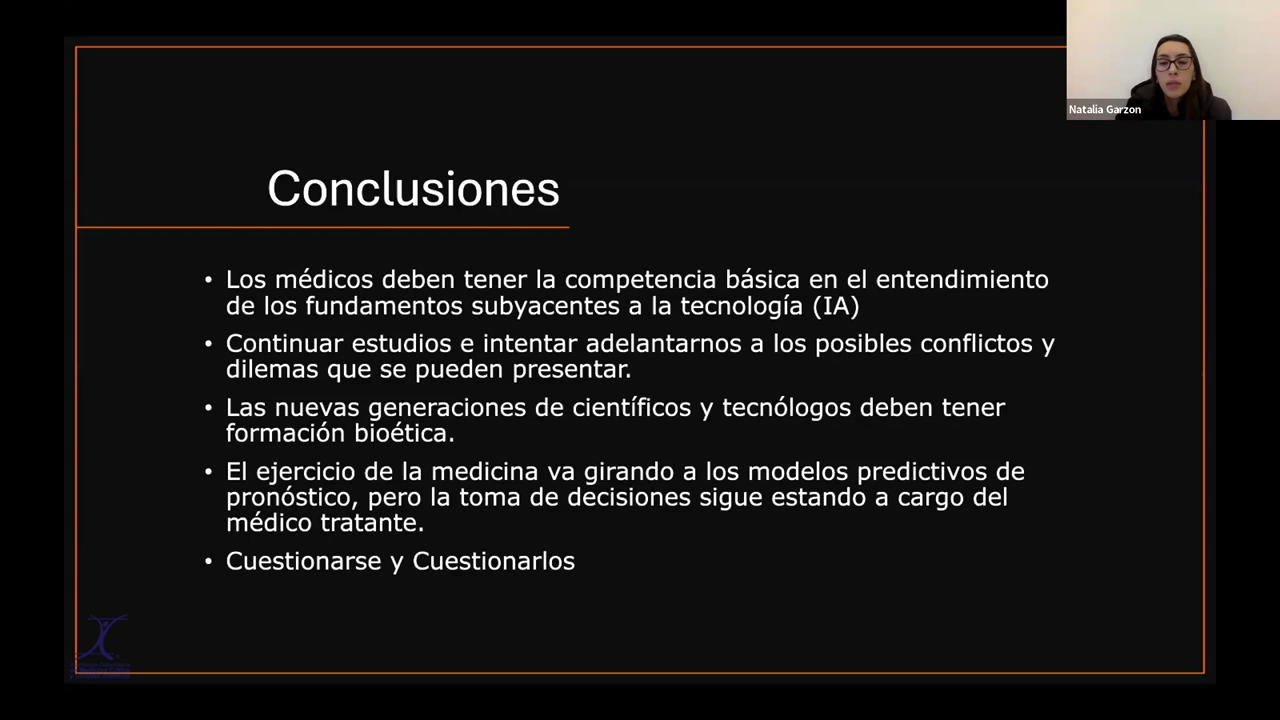 Natalia Garzon
Conclusiones
• Los médicos deben tener la competencia básica en el entendimiento
de los fundamentos subyacentes a la tecnología (IA)
• Continuar estudios e intentar adelantarnos a los posibles conflictos y
dilemas que se pueden presentar.
• Las nuevas generaciones de científicos y tecnólogos deben tener
formación bioética.
• El ejercicio de la medicina va girando a los modelos predictivos de
pronóstico, pero la toma de decisiones sigue estando a cargo del
médico tratante.
• Cuestionarse y Cuestionarlos